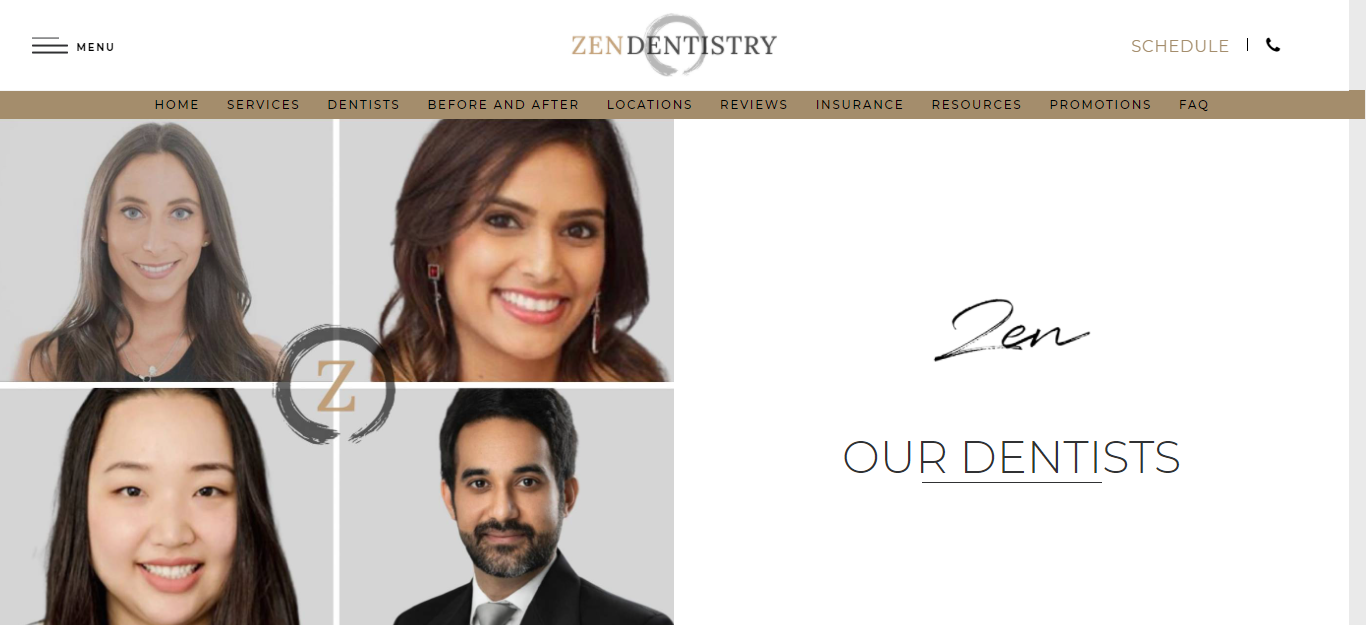 MENU
ZENDENTISTRY
SCHEDULE
HOME SERVICES DENTISTS BEFORE AND AFTER LOCATIONS REVIEWS INSURANCE RESOURCES PROMOTIONS FAQ
Z
Zen
OUR DENTISTS